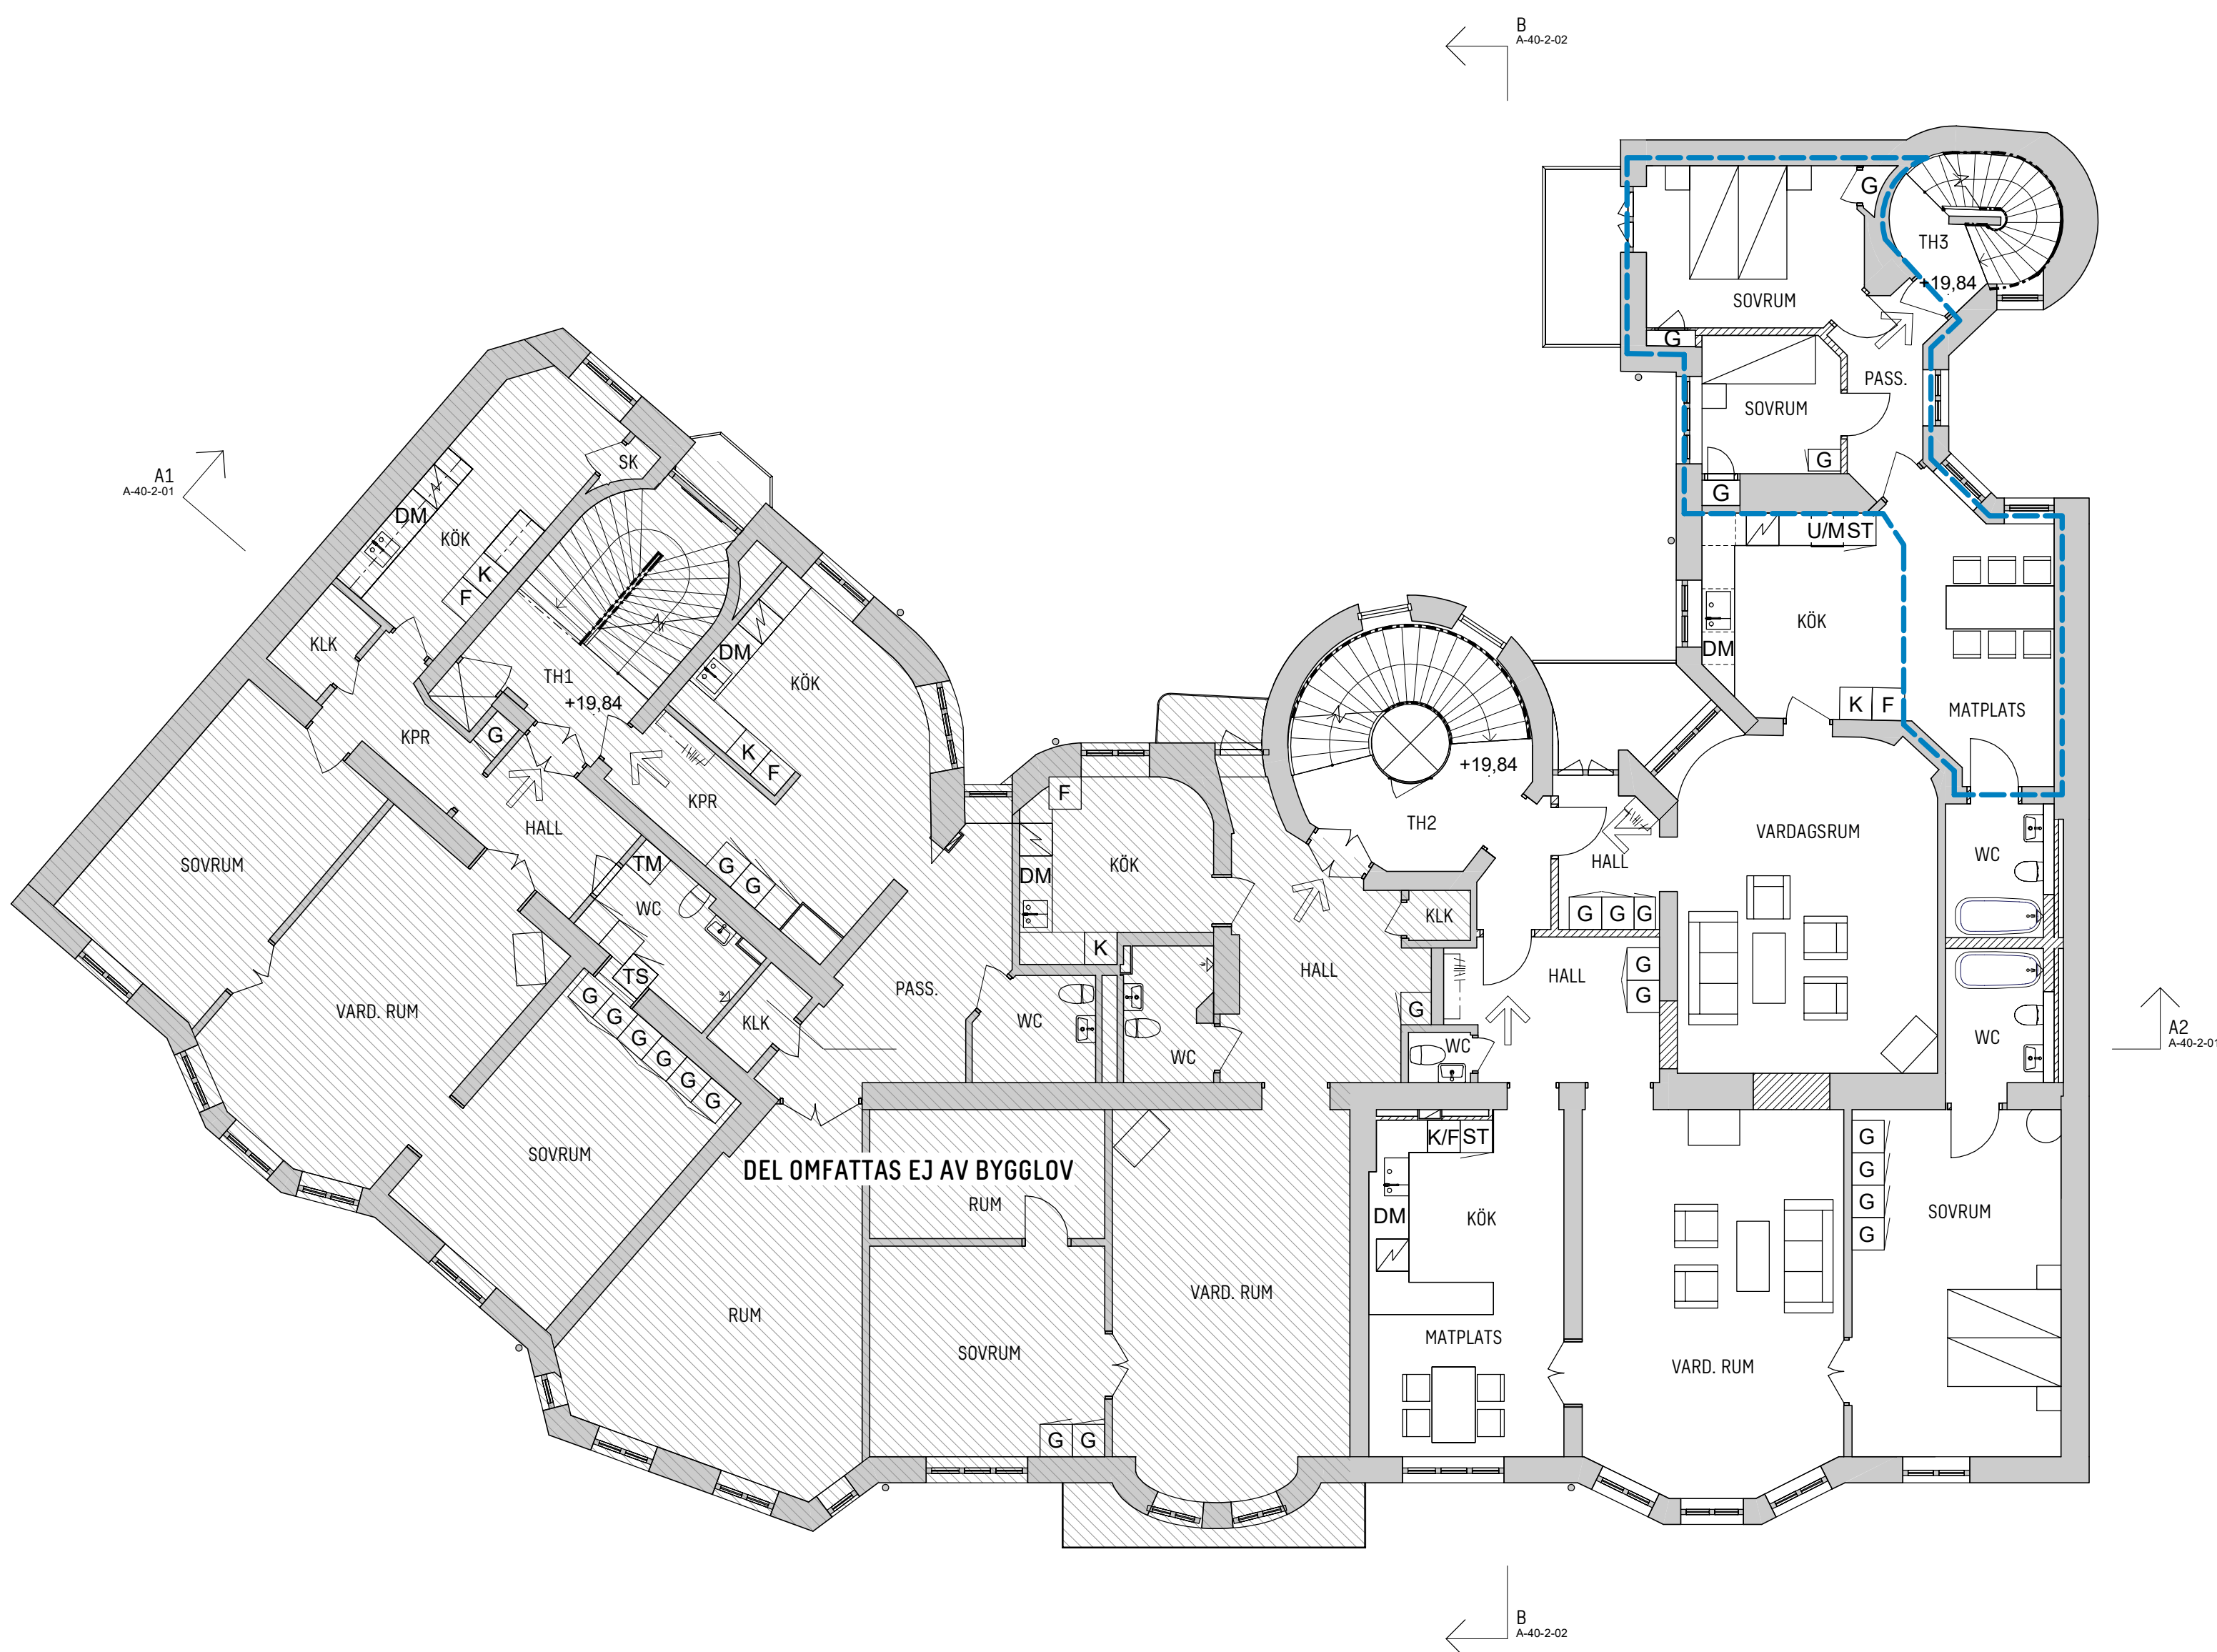 B
A-40-2-02
G
TH3
+19,84
SOVRUM
G
PASS.
SOVRUM
G
G
A1
A-40-2-01
SK
DM
KÖK
K
F
U/M ST
KÖK
DM
K F
MATPLATS
KLK
TH1
+19,84
DM
KÖK
KPR
G
K
F
KPR
HALL
+19,84
TH2
F
KÖK
DM
K
VARDAGSRUM
HALL
G G G
WC
SOVRUM
TM
G
G
WC
TS
KLK
HALL
HALL
G
G
VARD. RUM
G
G
G
G
G
G
KLK
PASS.
WC
WC
G
WC
WC
A2
A-40-2-01
SOVRUM
DEL OMFATTAS EJ AV BYGGLOV
RUM
K/F ST
DM
KÖK
G
G
G
G
SOVRUM
RUM
SOVRUM
VARD. RUM
MATPLATS
VARD. RUM
G G
B
A-40-2-02